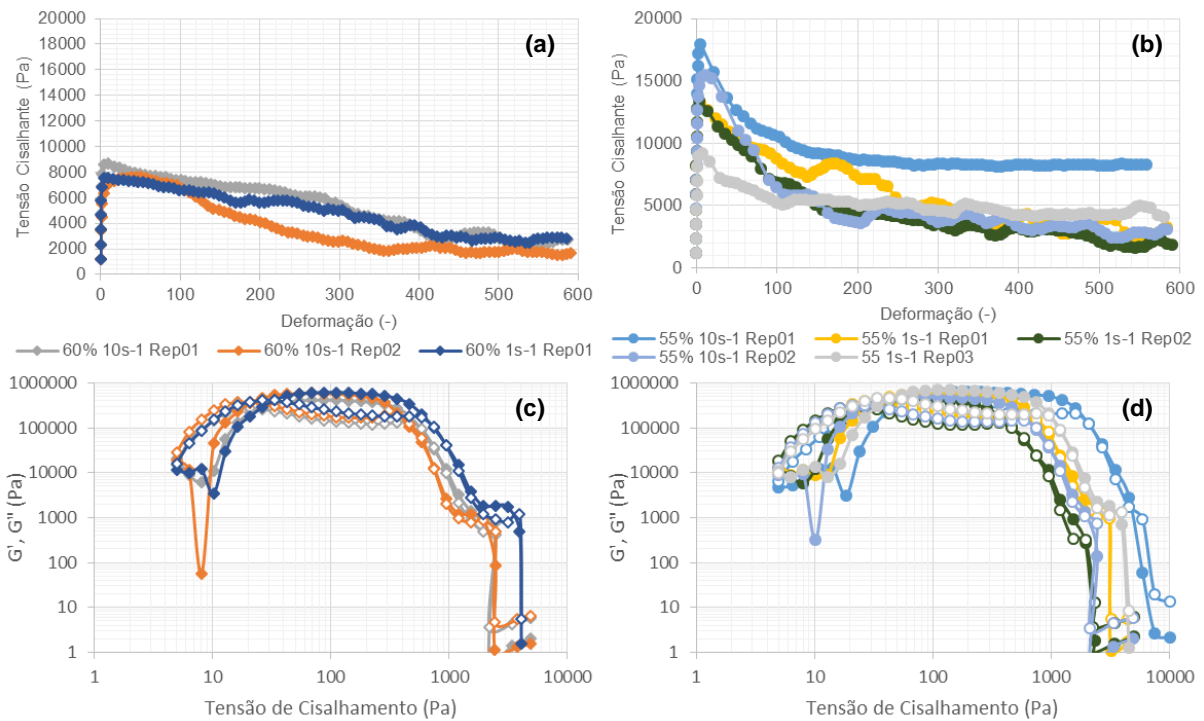 20000
18000
16000
14000
12000
10000
8000
6000
4000
2000
0
Tensão Cisalhante (Pa)
(a)
0 100 200 300 400 500 600
Deformação (-)
60% 10s-1 Rep01 60% 10s-1 Rep02 60% 1s-1 Rep01
20000
15000
10000
5000
0
Tensão Cisalhante (Pa)
(b)
0 100 200 300 400 500 600
Deformação (-)
55% 10s-1 Rep01 55% 1s-1 Rep01 55% 1s-1 Rep02
55% 10s-1 Rep02 55 1s-1 Rep03
1000000
100000
10000
1000
100
10
1
G', G" (Pa)
(c)
1 10 100 1000 10000
Tensão de Cisalhamento (Pa)
1000000
100000
10000
1000
100
10
1
G', G" (Pa)
(d)
1 10 100 1000 10000
Tensão de Cisalhamento (Pa)